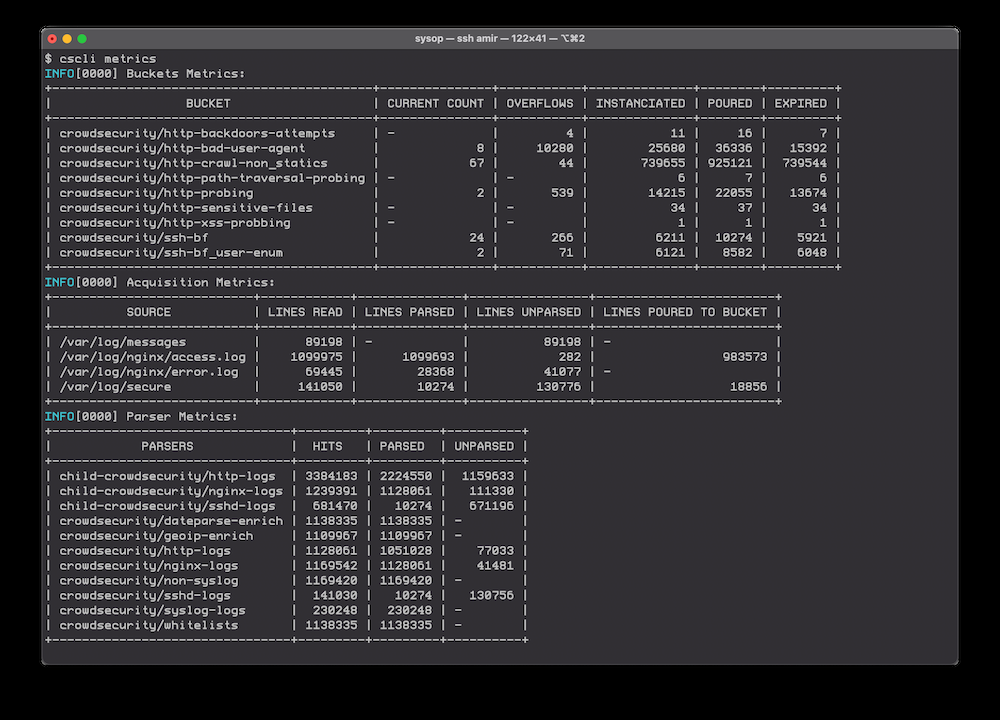 sysop — ssh amir — 122×41 — ⌥⌘2
$ cscli metrics
INFO[0000] Buckets Metrics:
+-------------------------------------------+---------------+-----------+--------------+--------+---------+
|                  BUCKET                   | CURRENT COUNT | OVERFLOWS | INSTANCIATED | POURED | EXPIRED |
+-------------------------------------------+---------------+-----------+--------------+--------+---------+
| crowdsecurity/http-backdoors-attempts     | -             |         4 |           11 |     16 |       7 |
| crowdsecurity/http-bad-user-agent         |             8 |     10280 |        25680 |  36336 |   15392 |
| crowdsecurity/http-crawl-non_statics      |            67 |        44 |       739655 | 925121 |  739544 |
| crowdsecurity/http-path-traversal-probing | -             | -         |            6 |      7 |       6 |
| crowdsecurity/http-probing                |             2 |       539 |        14215 |  22055 |   13674 |
| crowdsecurity/http-sensitive-files        | -             | -         |           34 |     37 |      34 |
| crowdsecurity/http-xss-probbing           | -             | -         |            1 |      1 |       1 |
| crowdsecurity/ssh-bf                      |            24 |       266 |         6211 |  10274 |    5921 |
| crowdsecurity/ssh-bf_user-enum            |             2 |        71 |         6121 |   8582 |    6048 |
+-------------------------------------------+---------------+-----------+--------------+--------+---------+
INFO[0000] Acquisition Metrics:
+---------------------------+------------+--------------+----------------+------------------------+
|          SOURCE           | LINES READ | LINES PARSED | LINES UNPARSED | LINES POURED TO BUCKET |
+---------------------------+------------+--------------+----------------+------------------------+
| /var/log/messages         |      89198 | -            |          89198 | -                      |
| /var/log/nginx/access.log |    1099975 |      1099693 |            282 |                 983573 |
| /var/log/nginx/error.log  |      69445 |        28368 |          41077 | -                      |
| /var/log/secure           |     141050 |        10274 |         130776 |                  18856 |
+---------------------------+------------+--------------+----------------+------------------------+
INFO[0000] Parser Metrics:
+--------------------------------+---------+---------+----------+
|            PARSERS             |  HITS   | PARSED  | UNPARSED |
+--------------------------------+---------+---------+----------+
| child-crowdsecurity/http-logs  | 3384183 | 2224550 |  1159633 |
| child-crowdsecurity/nginx-logs | 1239391 | 1128061 |   111330 |
| child-crowdsecurity/sshd-logs  |  681470 |   10274 |   671196 |
| crowdsecurity/dateparse-enrich | 1138335 | 1138335 | -        |
| crowdsecurity/geoip-enrich     | 1109967 | 1109967 | -        |
| crowdsecurity/http-logs        | 1128061 | 1051028 |    77033 |
| crowdsecurity/nginx-logs       | 1169542 | 1128061 |    41481 |
| crowdsecurity/non-syslog       | 1169420 | 1169420 | -        |
| crowdsecurity/sshd-logs        |  141030 |   10274 |   130756 |
| crowdsecurity/syslog-logs      |  230248 |  230248 | -        |
| crowdsecurity/whitelists       | 1138335 | 1138335 | -        |
+--------------------------------+---------+---------+----------+